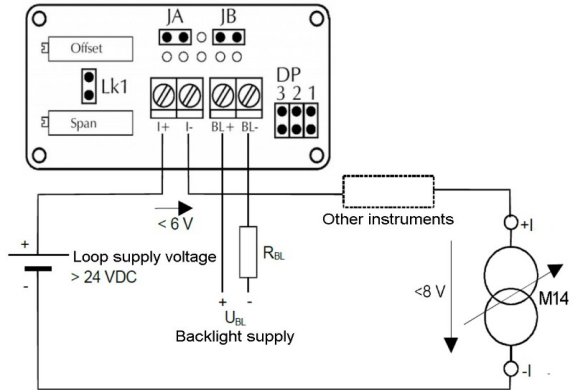 JA JB
Offset
Lk1
DP
3 2 1
Span
I+ I- BL+ BL-
< 6 V
Other instruments
+I
+
Loop supply voltage
> 24 VDC
-
RBL
<8 V
M14
+ -
UBL
Backlight supply
-I